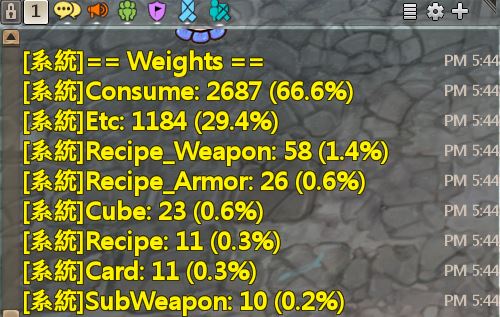 1
[系統]== Weights ==
PM 5:44
[系統]Consume: 2687 (66.6%)
PM 5:44
[系統]Etc: 1184 (29.4%)
PM 5:44
[系統]Recipe_Weapon: 58 (1.4%)
PM 5:44
[系統]Recipe_Armor: 26 (0.6%)
PM 5:44
[系統]Cube: 23 (0.6%)
PM 5:44
[系統]Recipe: 11 (0.3%)
PM 5:44
[系統]Card: 11 (0.3%)
PM 5:44
[系統]SubWeapon: 10 (0.2%)
PM 5:44